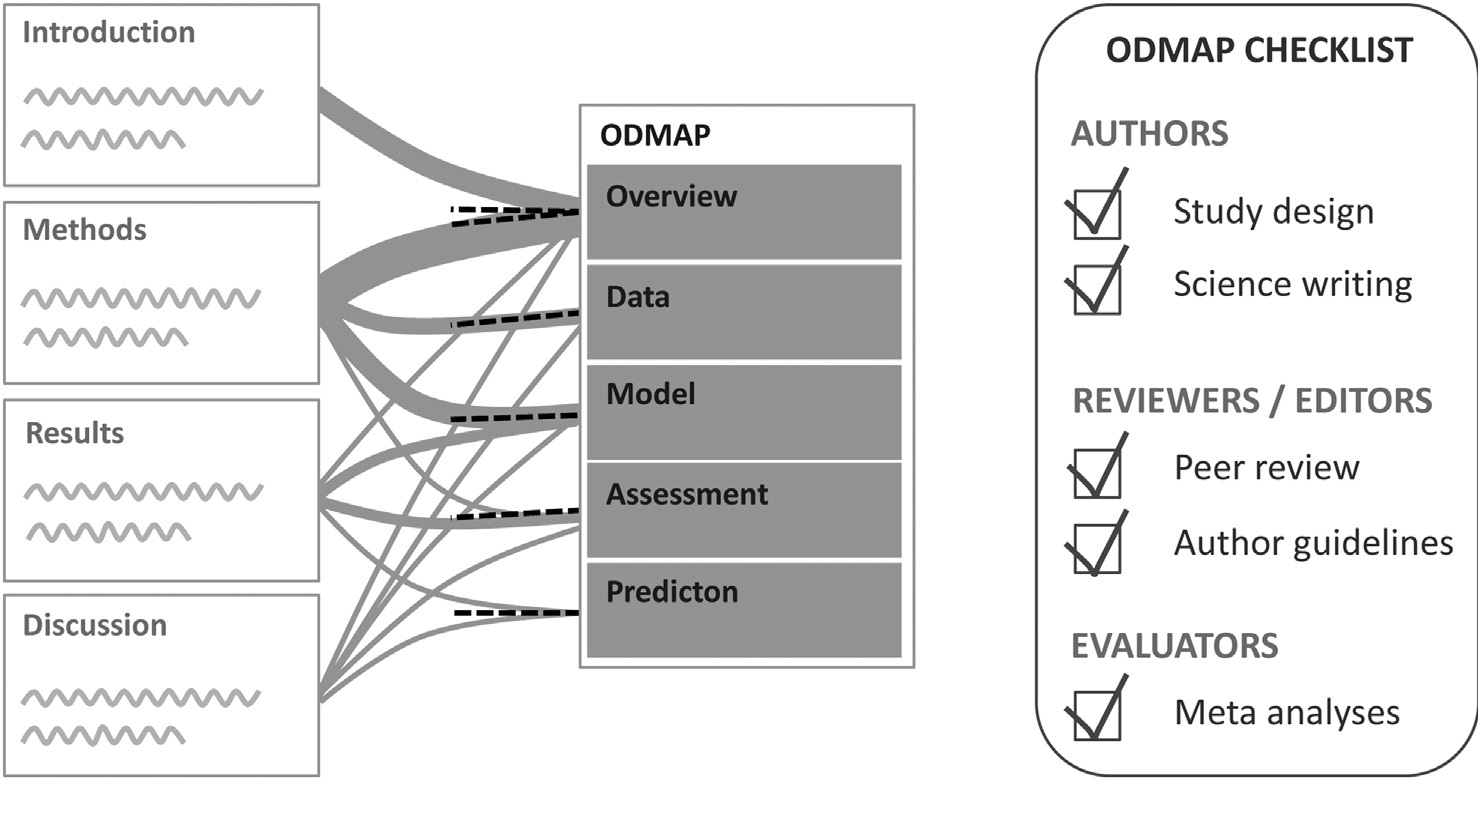 Introduction
Methods
Results
Discussion
ODMAP
Overview
Data
Model
Assessment
Predicton
ODMAP CHECKLIST
AUTHORS
Study design
Science writing
REVIEWERS / EDITORS
Peer review
Author guidelines
EVALUATORS
Meta analyses